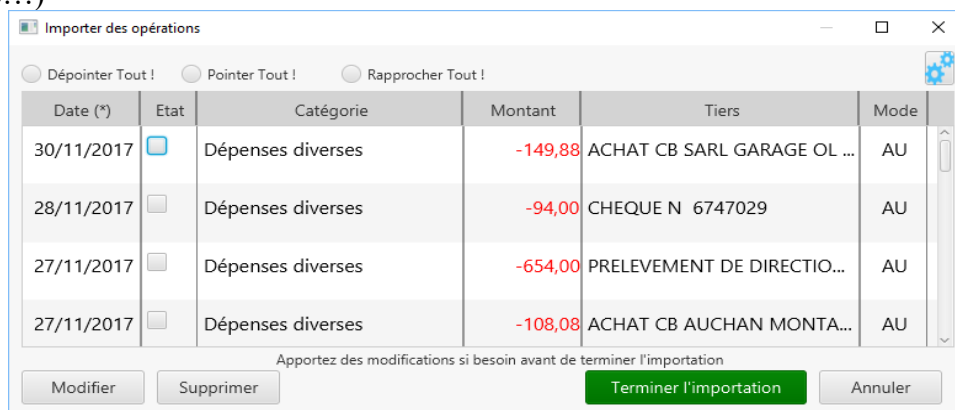 Importer des opérations
Dépointer Tout ! Pointer Tout ! Rapprocher Tout !
Date (*) Etat Catégorie Montant Tiers Mode
30/11/2017 Dépenses diverses -149,88 ACHAT CB SARL GARAGE OL ... AU
28/11/2017 Dépenses diverses -94,00 CHEQUE N 6747029 AU
27/11/2017 Dépenses diverses -654,00 PRELEVEMENT DE DIRECTIO... AU
27/11/2017 Dépenses diverses -108,08 ACHAT CB AUCHAN MONTA... AU
Apportez des modifications si besoin avant de terminer l'importation
Modifier Supprimer Terminer l'importation Annuler